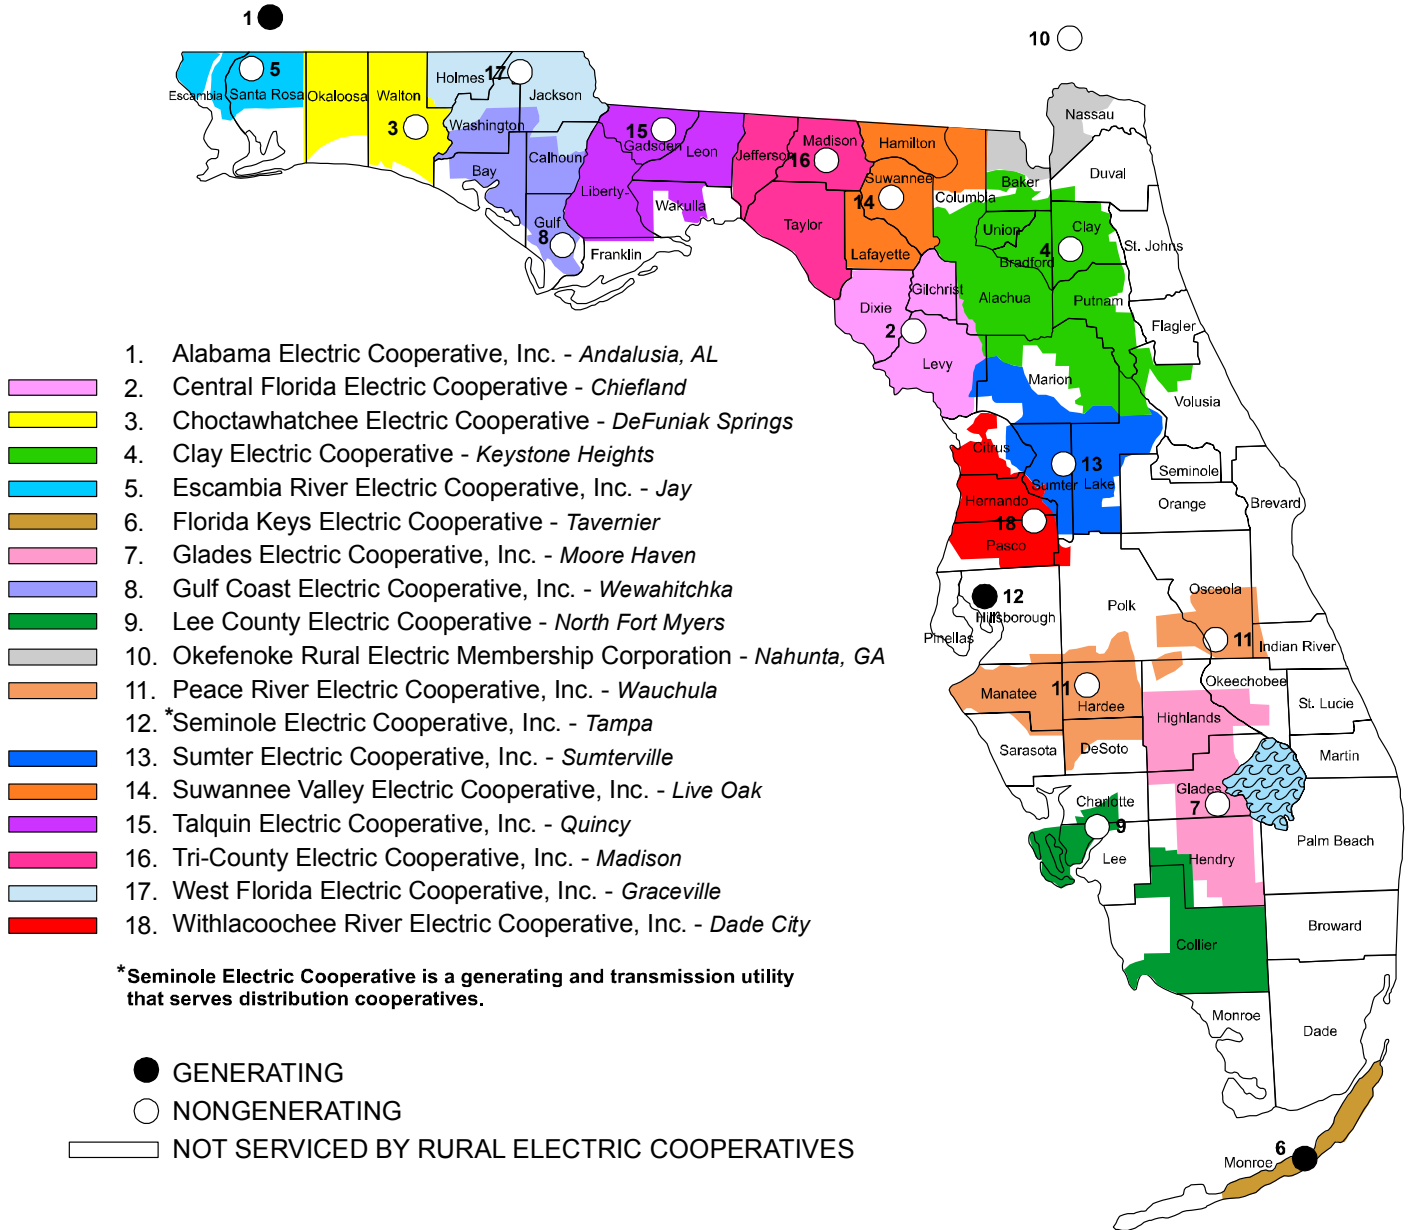 1
10
5
Escambia
Santa Rosa
Okaloosa
Walton
3
Holmes
17
Jackson
Washington
Bay
Calhoun
Gulf
8
15
Gadsden
Leon
Liberty
Wakulla
Franklin
Jefferson
Madison
16
Taylor
Hamilton
Suwannee
14
Lafayette
Columbia
Baker
Nassau
Duval
Union
Clay
4
Bradford
St. Johns
Alachua
Putnam
Flagler
Gilchrist
Dixie
2
Levy
Marion
Volusia
Citrus
13
Sumter
Lake
Seminole
Orange
Brevard
Hernando
18
Pasco
12
Hillsborough
Pinellas
Polk
Osceola
11
Indian River
Okeechobee
St. Lucie
Manatee
11
Hardee
Highlands
Sarasota
DeSoto
Martin
Charlotte
9
Glades
7
Lee
Hendry
Palm Beach
Collier
Broward
Monroe
Dade
Monroe
6
1. Alabama Electric Cooperative, Inc. - Andalusia, AL
2. Central Florida Electric Cooperative - Chiefland
3. Choctawhatchee Electric Cooperative - DeFuniak Springs
4. Clay Electric Cooperative - Keystone Heights
5. Escambia River Electric Cooperative, Inc. - Jay
6. Florida Keys Electric Cooperative - Tavernier
7. Glades Electric Cooperative, Inc. - Moore Haven
8. Gulf Coast Electric Cooperative, Inc. - Wewahitchka
9. Lee County Electric Cooperative - North Fort Myers
10. Okefenoke Rural Electric Membership Corporation - Nahunta, GA
11. Peace River Electric Cooperative, Inc. - Wauchula
12. *Seminole Electric Cooperative, Inc. - Tampa
13. Sumter Electric Cooperative, Inc. - Sumterville
14. Suwannee Valley Electric Cooperative, Inc. - Live Oak
15. Talquin Electric Cooperative, Inc. - Quincy
16. Tri-County Electric Cooperative, Inc. - Madison
17. West Florida Electric Cooperative, Inc. - Graceville
18. Withlacoochee River Electric Cooperative, Inc. - Dade City
*Seminole Electric Cooperative is a generating and transmission utility
that serves distribution cooperatives.
GENERATING
NONGENERATING
NOT SERVICED BY RURAL ELECTRIC COOPERATIVES